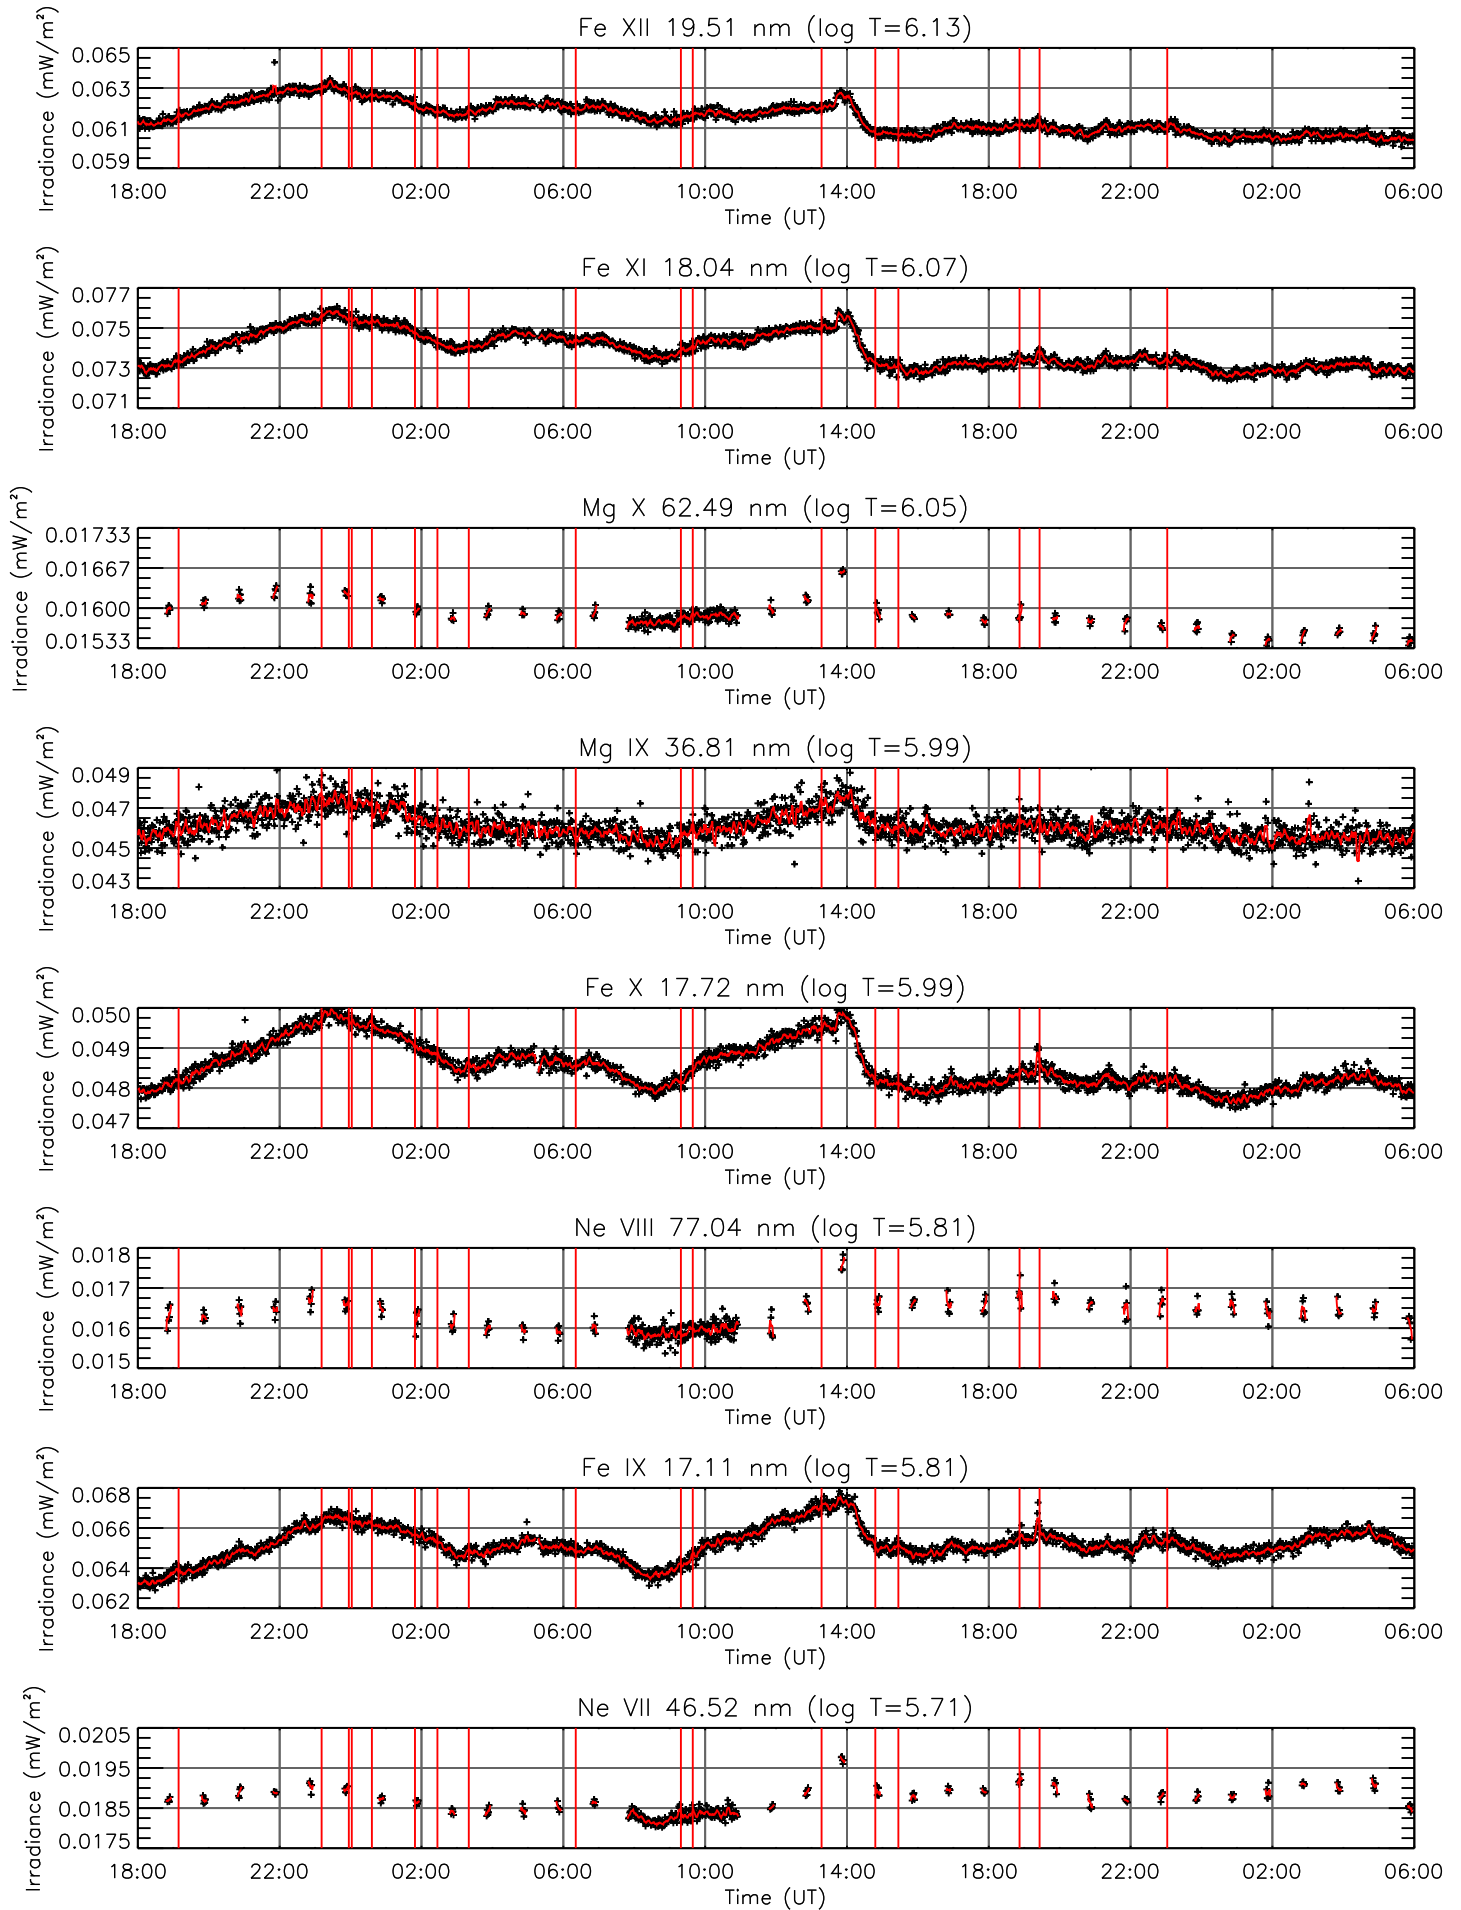 Fe XII 19.51 nm (log T=6.13)
Irradiance (mW/m²)
0.065
0.063
0.061
0.059
18:00 22:00 02:00 06:00 10:00 14:00 18:00 22:00 02:00 06:00
Time (UT)
Fe XI 18.04 nm (log T=6.07)
Irradiance (mW/m²)
0.077
0.075
0.073
0.071
18:00 22:00 02:00 06:00 10:00 14:00 18:00 22:00 02:00 06:00
Time (UT)
Mg X 62.49 nm (log T=6.05)
Irradiance (mW/m²)
0.01733
0.01667
0.01600
0.01533
18:00 22:00 02:00 06:00 10:00 14:00 18:00 22:00 02:00 06:00
Time (UT)
Mg IX 36.81 nm (log T=5.99)
Irradiance (mW/m²)
0.049
0.047
0.045
0.043
18:00 22:00 02:00 06:00 10:00 14:00 18:00 22:00 02:00 06:00
Time (UT)
Fe X 17.72 nm (log T=5.99)
Irradiance (mW/m²)
0.050
0.049
0.048
0.047
18:00 22:00 02:00 06:00 10:00 14:00 18:00 22:00 02:00 06:00
Time (UT)
Ne VIII 77.04 nm (log T=5.81)
Irradiance (mW/m²)
0.018
0.017
0.016
0.015
18:00 22:00 02:00 06:00 10:00 14:00 18:00 22:00 02:00 06:00
Time (UT)
Fe IX 17.11 nm (log T=5.81)
Irradiance (mW/m²)
0.068
0.066
0.064
0.062
18:00 22:00 02:00 06:00 10:00 14:00 18:00 22:00 02:00 06:00
Time (UT)
Ne VII 46.52 nm (log T=5.71)
Irradiance (mW/m²)
0.0205
0.0195
0.0185
0.0175
18:00 22:00 02:00 06:00 10:00 14:00 18:00 22:00 02:00 06:00
Time (UT)